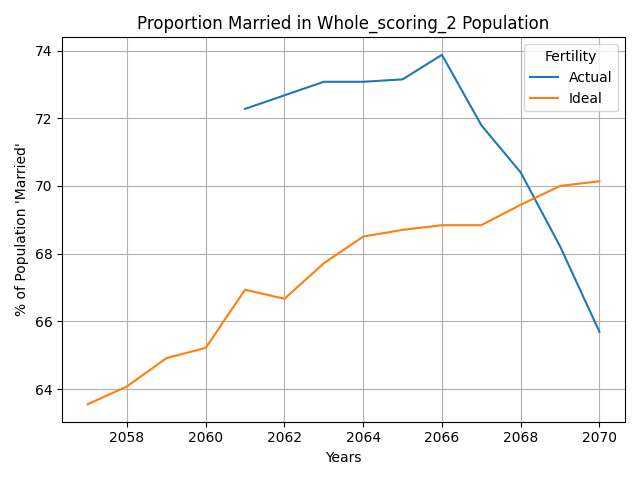 Proportion Married in Whole_scoring_2 Population
Fertility
Actual
Ideal
% of Population 'Married'
74
72
70
68
66
64
2058 2060 2062 2064 2066 2068 2070
Years